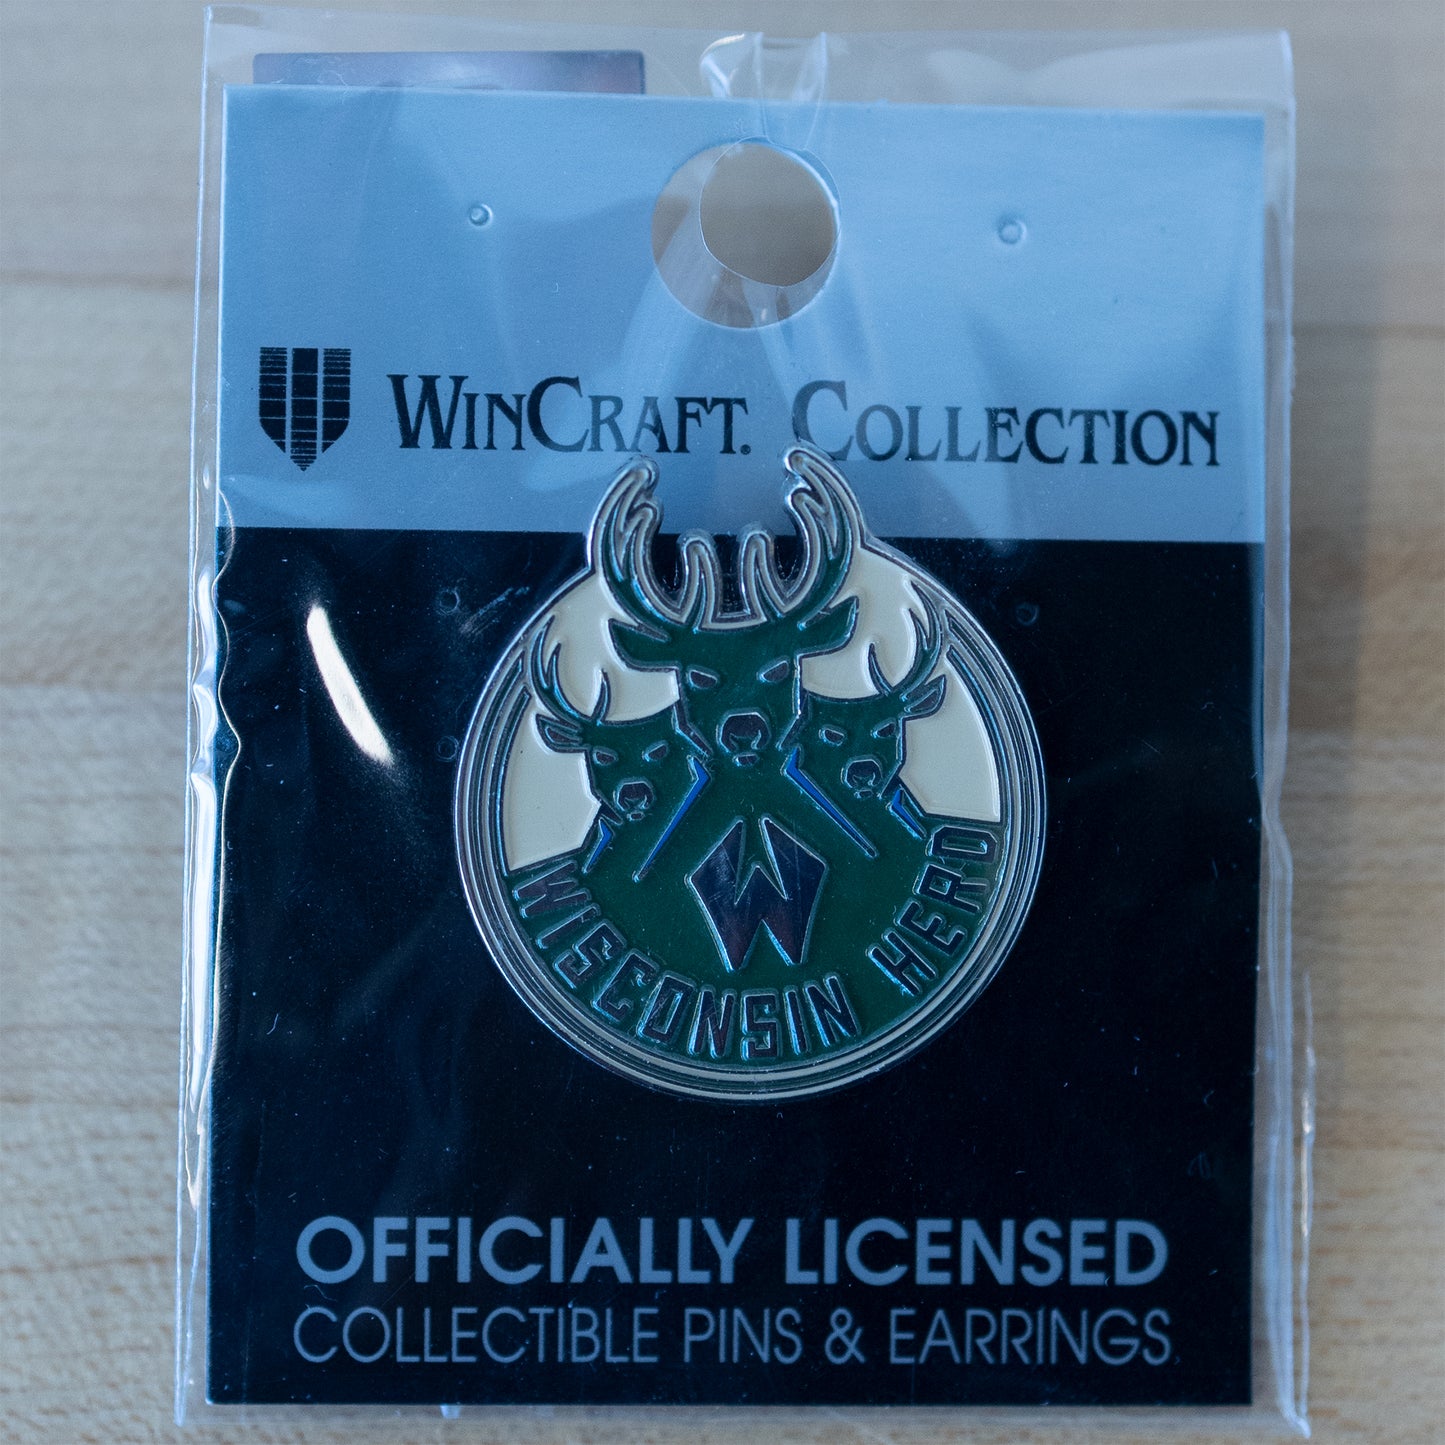 WINCRAFT. COLLECTION
W
WISCONSIN HERD
OFFICIALLY LICENSED
COLLECTIBLE PINS & EARRINGS